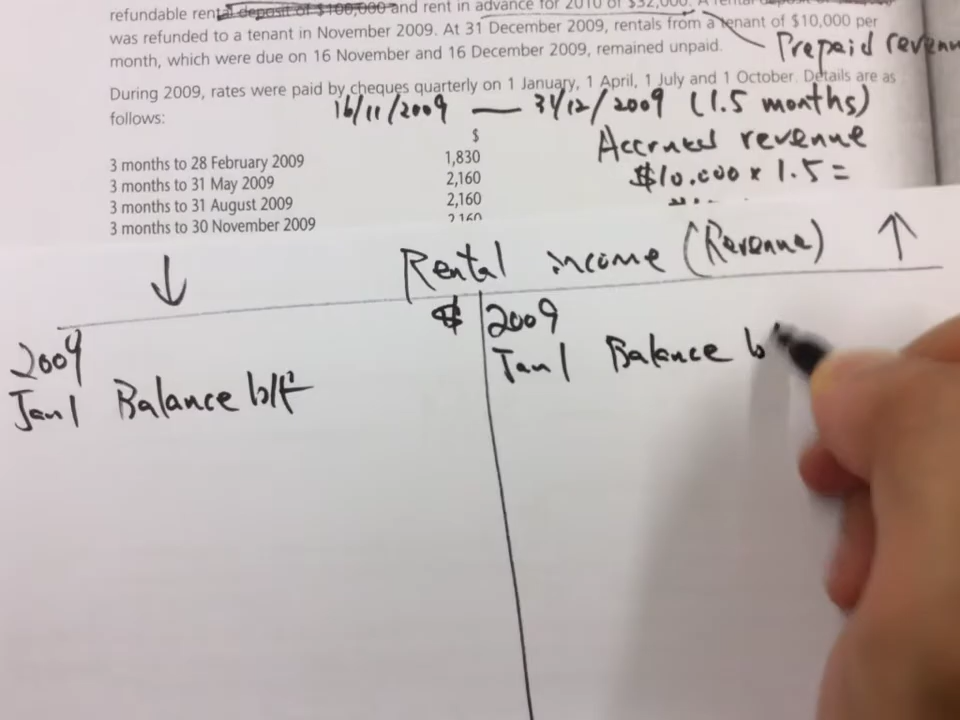 refundable rental deposit of $100,000 and rent in advance for 2010 of $32,000. A rental
was refunded to a tenant in November 2009. At 31 December 2009, rentals from a tenant of $10,000 per
month, which were due on 16 November and 16 December 2009, remained unpaid.
Prepaid revenu
During 2009, rates were paid by cheques quarterly on 1 January, 1 April, 1 July and 1 October. Details are as
follows:
16/11/2009 — 31/12/2009 (1.5 months)
Accrued revenue
$10.000 x 1.5 =
$
3 months to 28 February 2009 1,830
3 months to 31 May 2009 2,160
3 months to 31 August 2009 2,160
3 months to 30 November 2009 2,160
↓ Rental income (Revenue) ↑
2009 $ 2009
Jan 1 Balance b/f Jan 1 Balance b